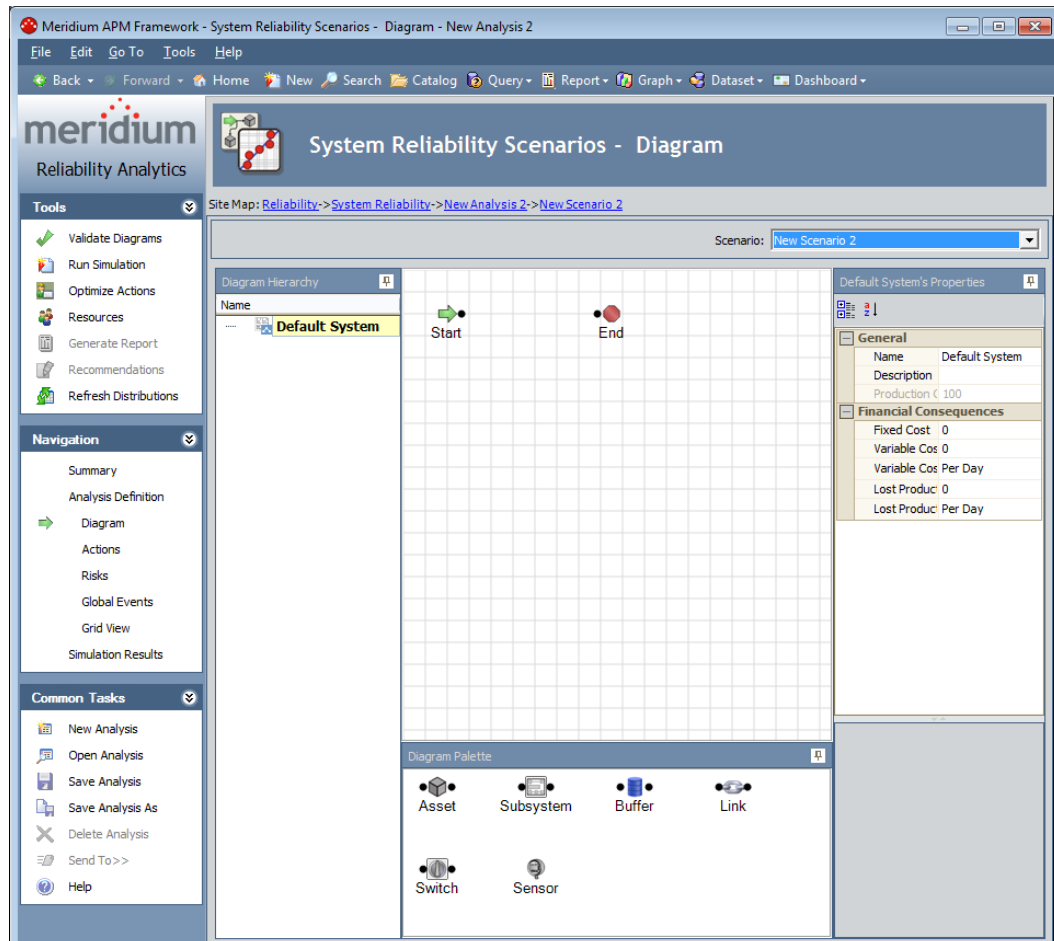 Meridium APM Framework - System Reliability Scenarios - Diagram - New Analysis 2
File Edit Go To Tools Help
Back Forward Home New Search Catalog Query Report Graph Dataset Dashboard
meridium
Reliability Analytics
System Reliability Scenarios - Diagram
Site Map: Reliability->System Reliability->New Analysis 2->New Scenario 2
Scenario: New Scenario 2
Tools
Validate Diagrams
Run Simulation
Optimize Actions
Resources
Generate Report
Recommendations
Refresh Distributions
Navigation
Summary
Analysis Definition
Diagram
Actions
Risks
Global Events
Grid View
Simulation Results
Common Tasks
New Analysis
Open Analysis
Save Analysis
Save Analysis As
Delete Analysis
Send To>>
Help
Diagram Hierarchy
Name
Default System
Start End
Diagram Palette
Asset Subsystem Buffer Link
Switch Sensor
Default System's Properties
General
Name Default System
Description
Production ( 100
Financial Consequences
Fixed Cost 0
Variable Cos 0
Variable Cos Per Day
Lost Produc 0
Lost Produc Per Day